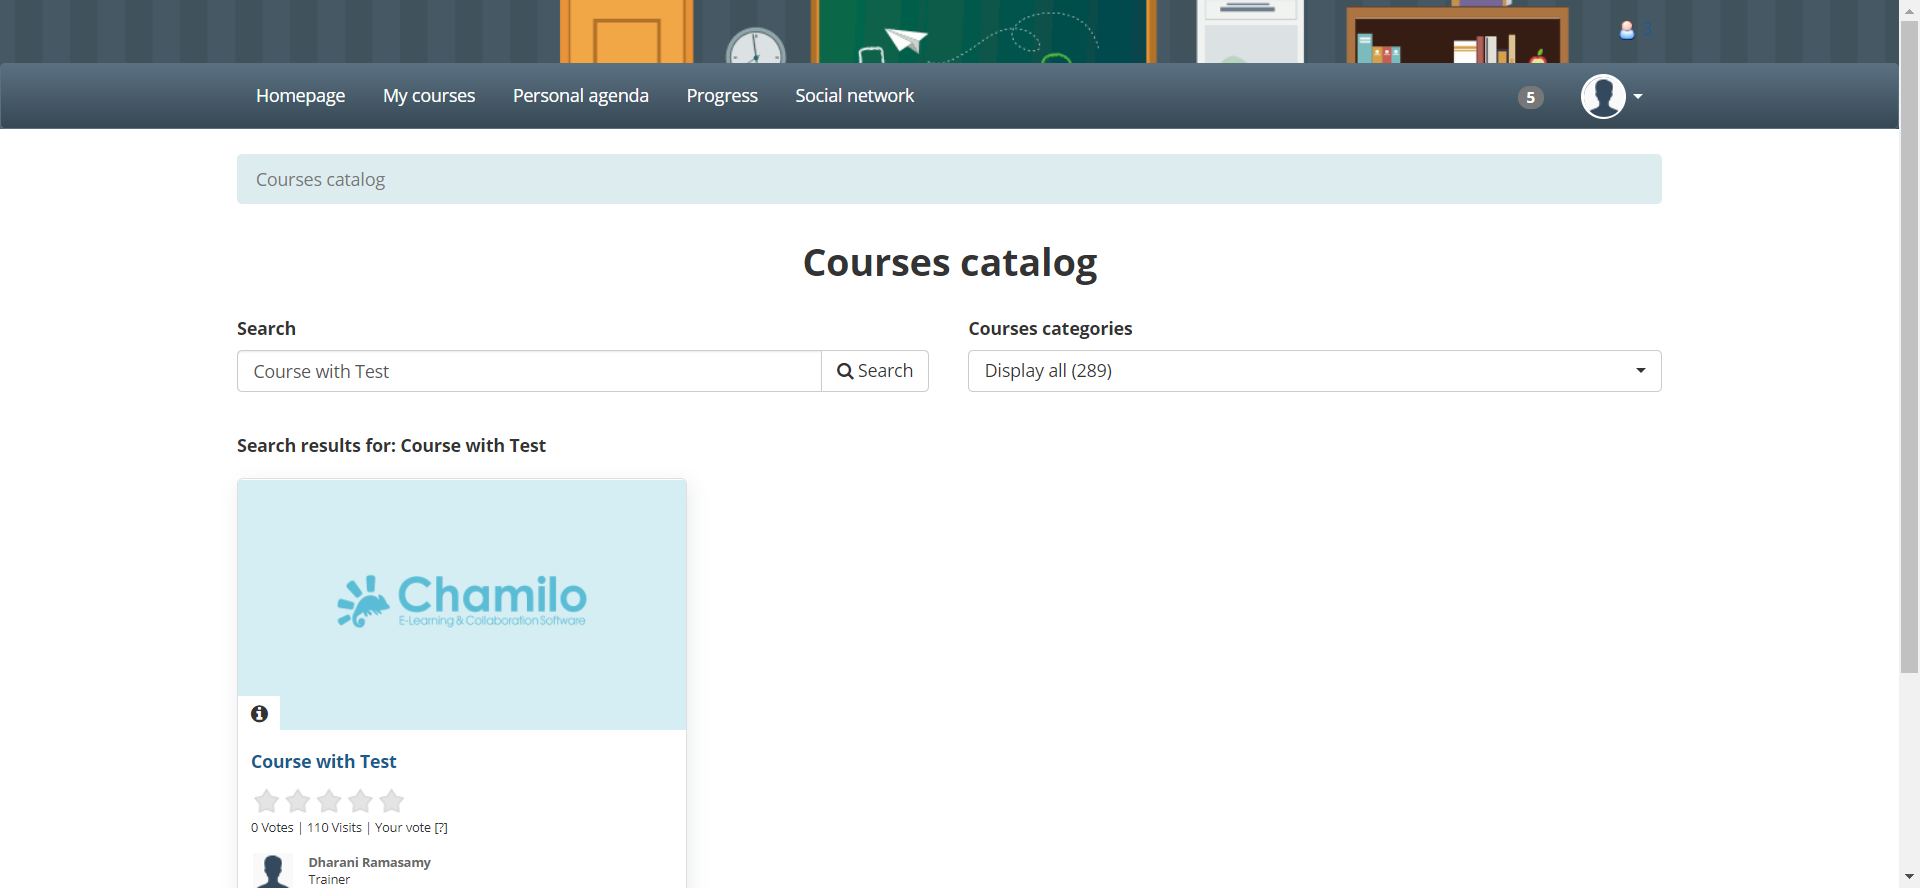 3
Homepage My courses Personal agenda Progress Social network 5
Courses catalog
Courses catalog
Search Courses categories
Course with Test Search Display all (289)
Search results for: Course with Test
Chamilo
E-Learning & Collaboration Software
Course with Test
0 Votes | 110 Visits | Your vote [?]
Dharani Ramasamy
Trainer